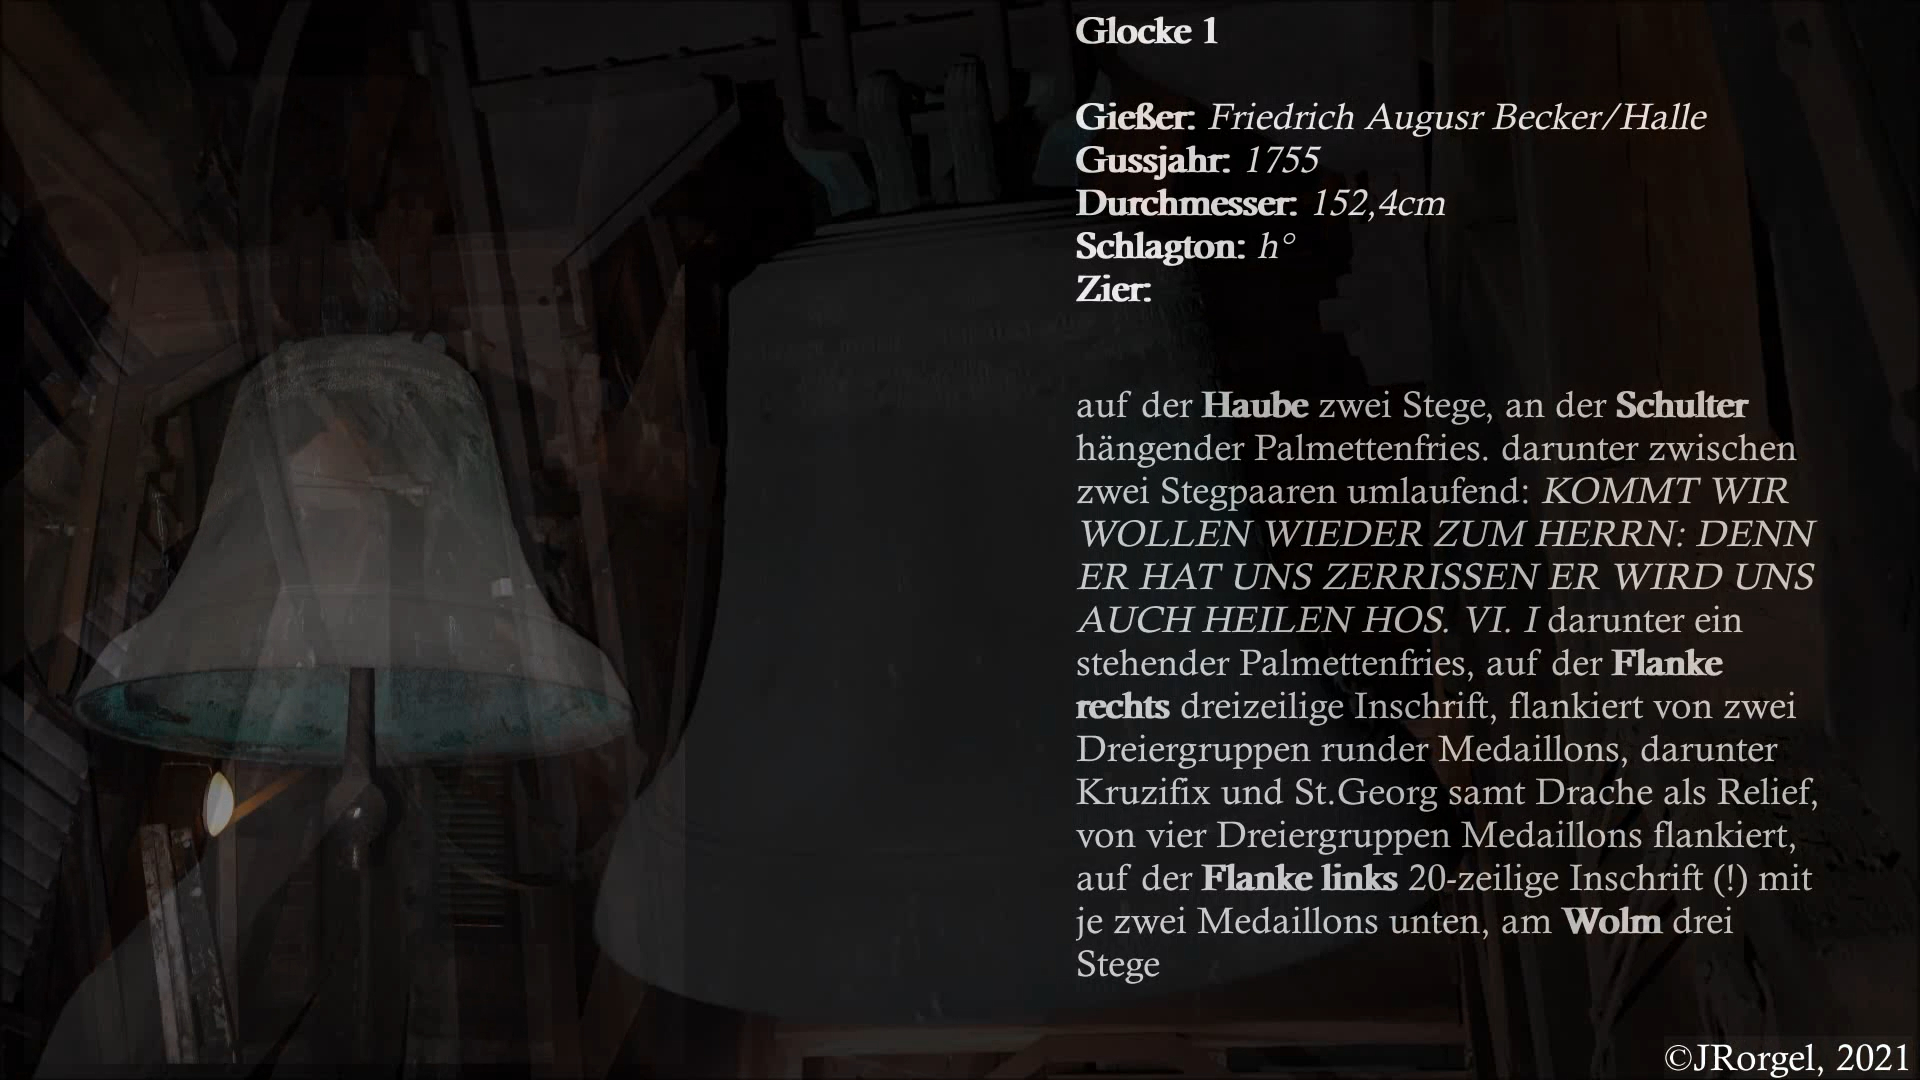 Glocke 1
Gießer: Friedrich Augusr Becker/Halle
Gussjahr: 1755
Durchmesser: 152,4cm
Schlagton: h°
Zier:
auf der Haube zwei Stege, an der Schulter
hängender Palmettenfries. darunter zwischen
zwei Stegpaaren umlaufend: KOMMT WIR
WOLLEN WIEDER ZUM HERRN: DENN
ER HAT UNS ZERRISSEN ER WIRD UNS
AUCH HEILEN HOS. VI. I darunter ein
stehender Palmettenfries, auf der Flanke
rechts dreizeilige Inschrift, flankiert von zwei
Dreiergruppen runder Medaillons, darunter
Kruzifix und St.Georg samt Drache als Relief,
von vier Dreiergruppen Medaillons flankiert,
auf der Flanke links 20-zeilige Inschrift (!) mit
je zwei Medaillons unten, am Wolm drei
Stege
©JRorgel, 2021